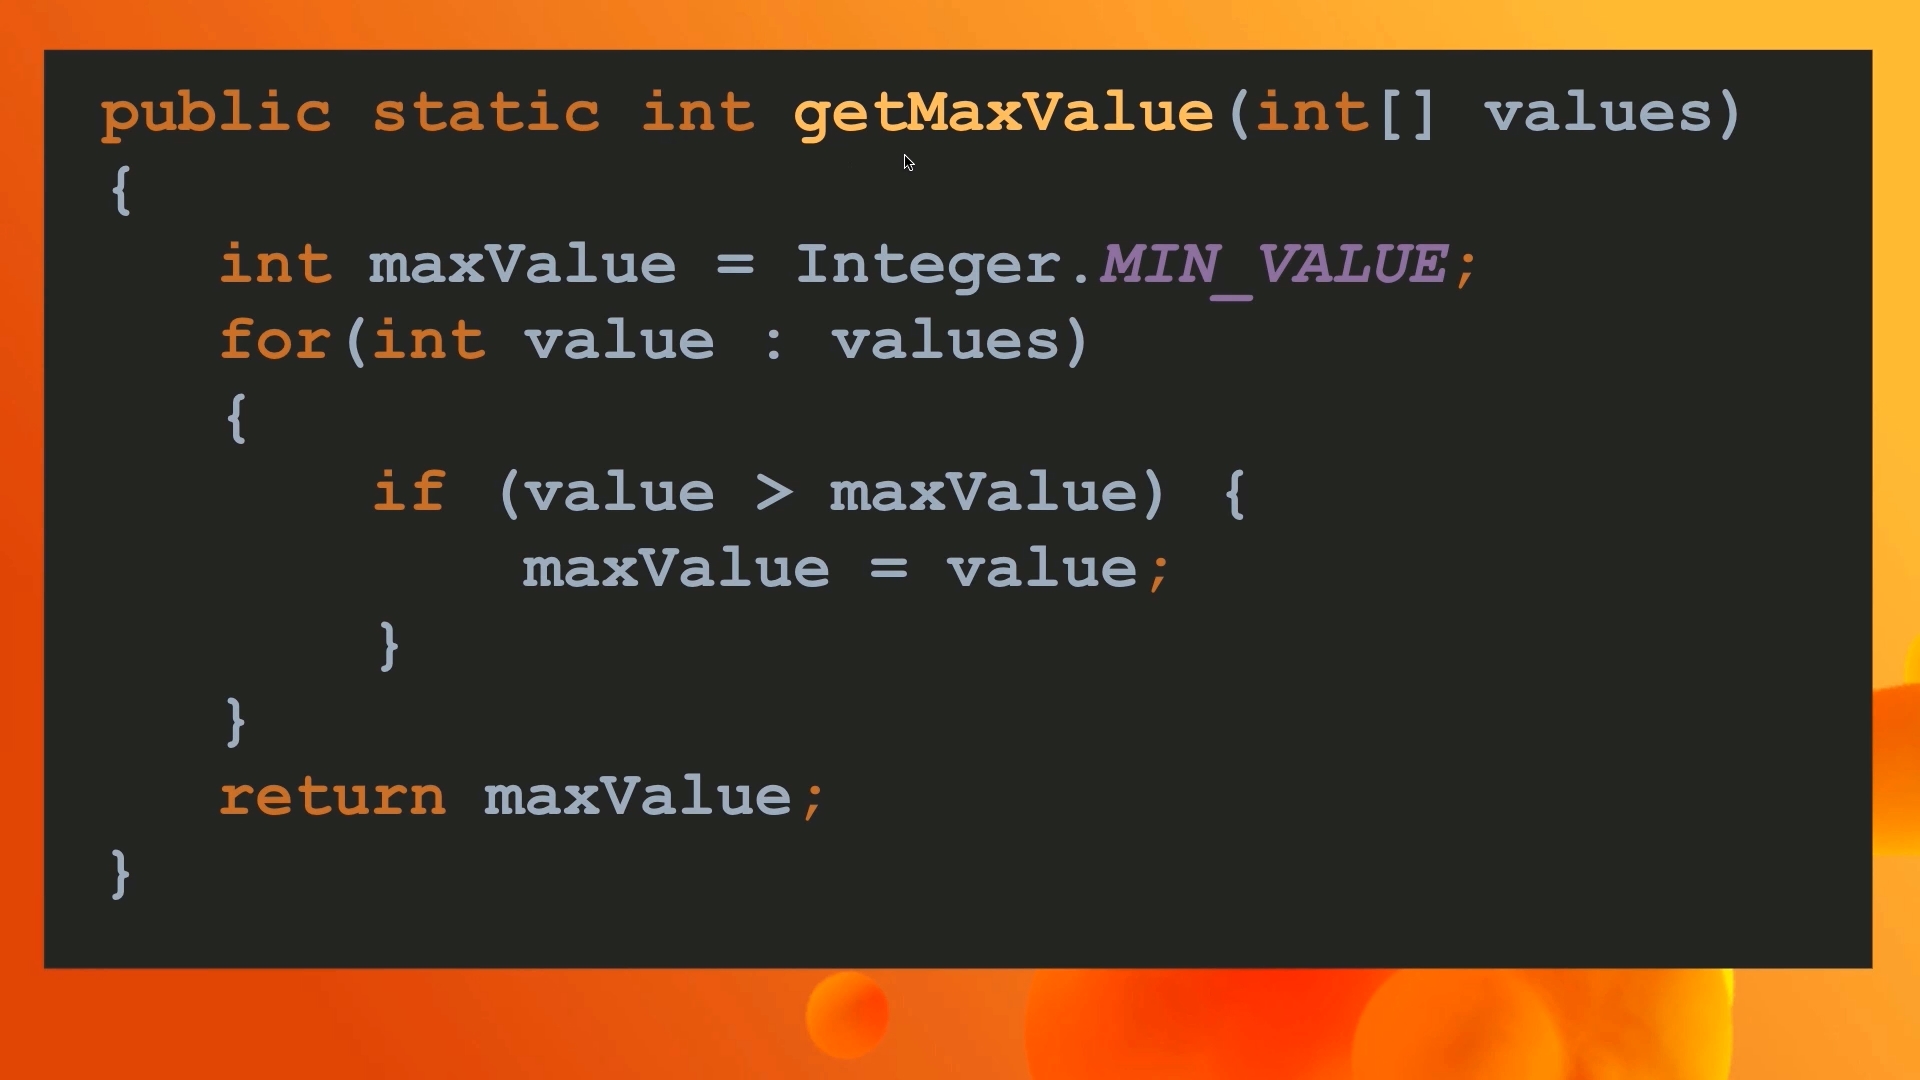 public static int getMaxValue(int[] values)
{
int maxValue = Integer.MIN_VALUE;
for(int value : values)
{
if (value > maxValue) {
maxValue = value;
}
}
return maxValue;
}